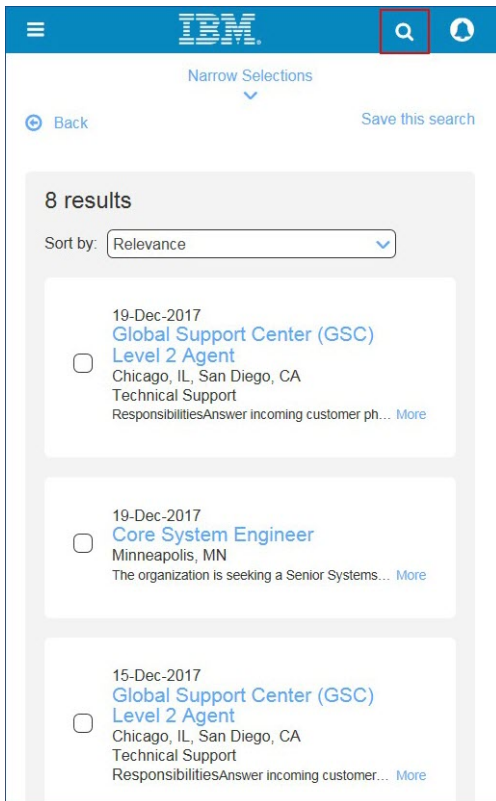 IBM.
Narrow Selections
Back
Save this search
8 results
Sort by: Relevance
19-Dec-2017
Global Support Center (GSC)
Level 2 Agent
Chicago, IL, San Diego, CA
Technical Support
ResponsibilitiesAnswer incoming customer ph... More
19-Dec-2017
Core System Engineer
Minneapolis, MN
The organization is seeking a Senior Systems... More
15-Dec-2017
Global Support Center (GSC)
Level 2 Agent
Chicago, IL, San Diego, CA
Technical Support
ResponsibilitiesAnswer incoming customer... More